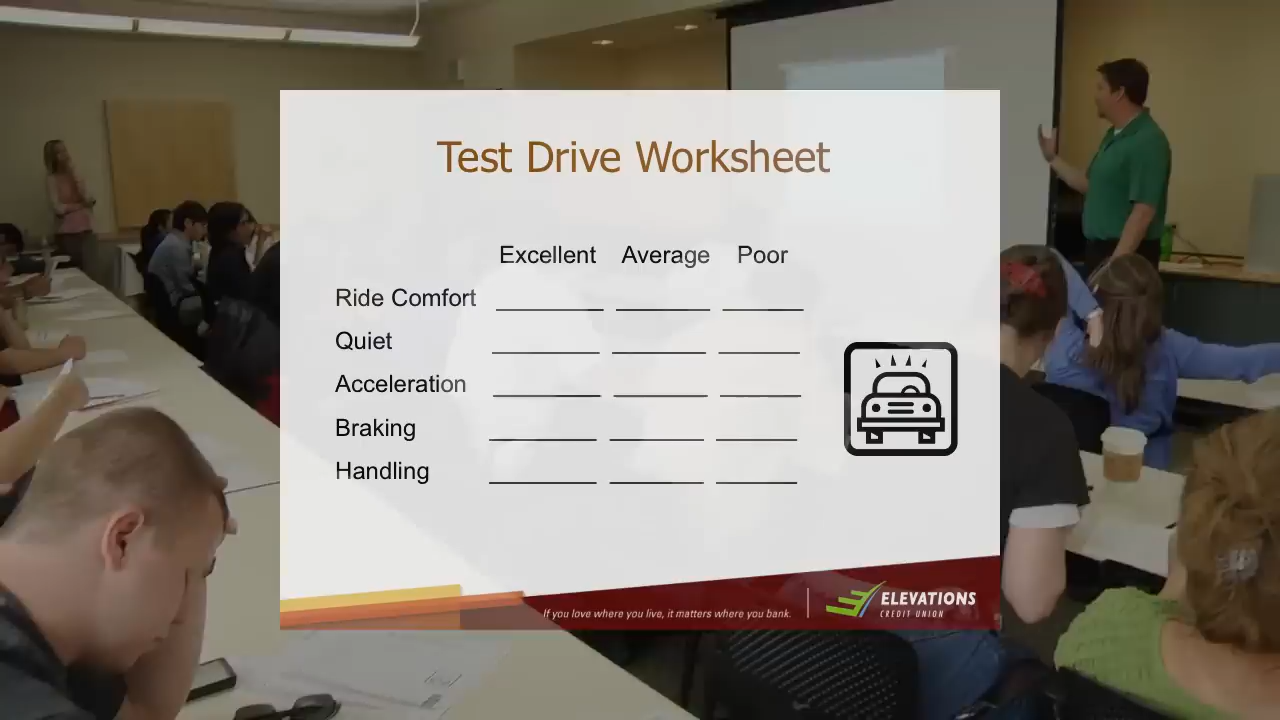 Test Drive Worksheet
Excellent Average Poor
Ride Comfort
Quiet
Acceleration
Braking
Handling
If you love where you live, it matters where you bank.
ELEVATIONS
CREDIT UNION